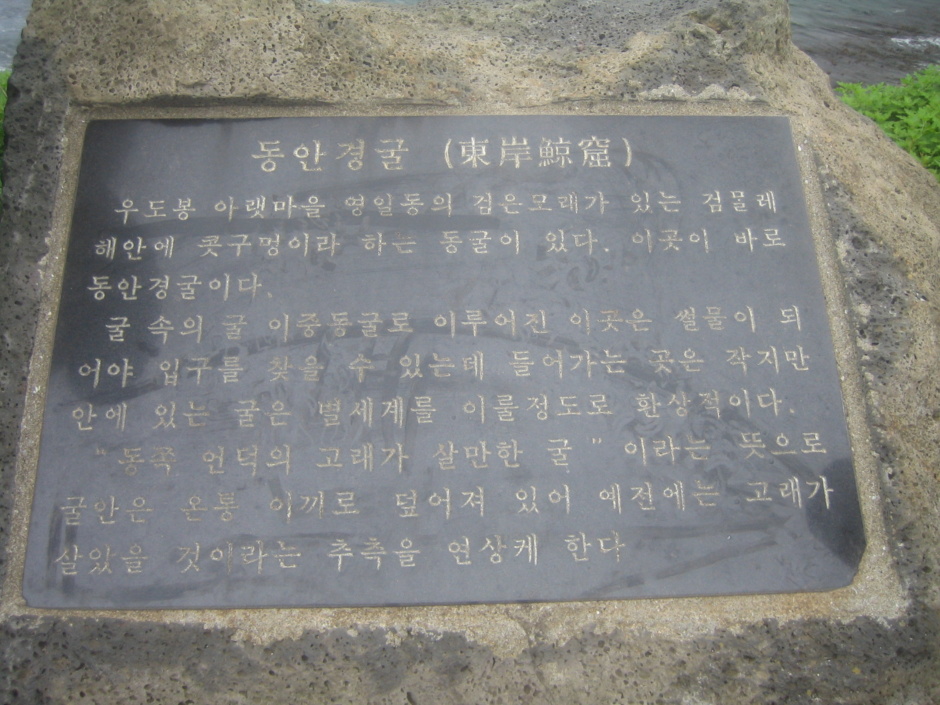 동안경굴 (東岸鯨窟)
우도봉 아랫마을 영일동의 검은모래가 있는 검멀레
해안에 콧구멍이라 하는 동굴이 있다. 이곳이 바로
동안경굴이다.
굴 속의 굴 이중동굴로 이루어진 이곳은 썰물이 되
어야 입구를 찾을 수 있는데 들어가는 곳은 작지만
안에 있는 굴은 별세계를 이룰정도로 환상적이다.
"동쪽 언덕의 고래가 살만한 굴" 이라는 뜻으로
굴안은 온통 이끼로 덮어져 있어 예전에는 고래가
살았을 것이라는 추측을 연상케 한다